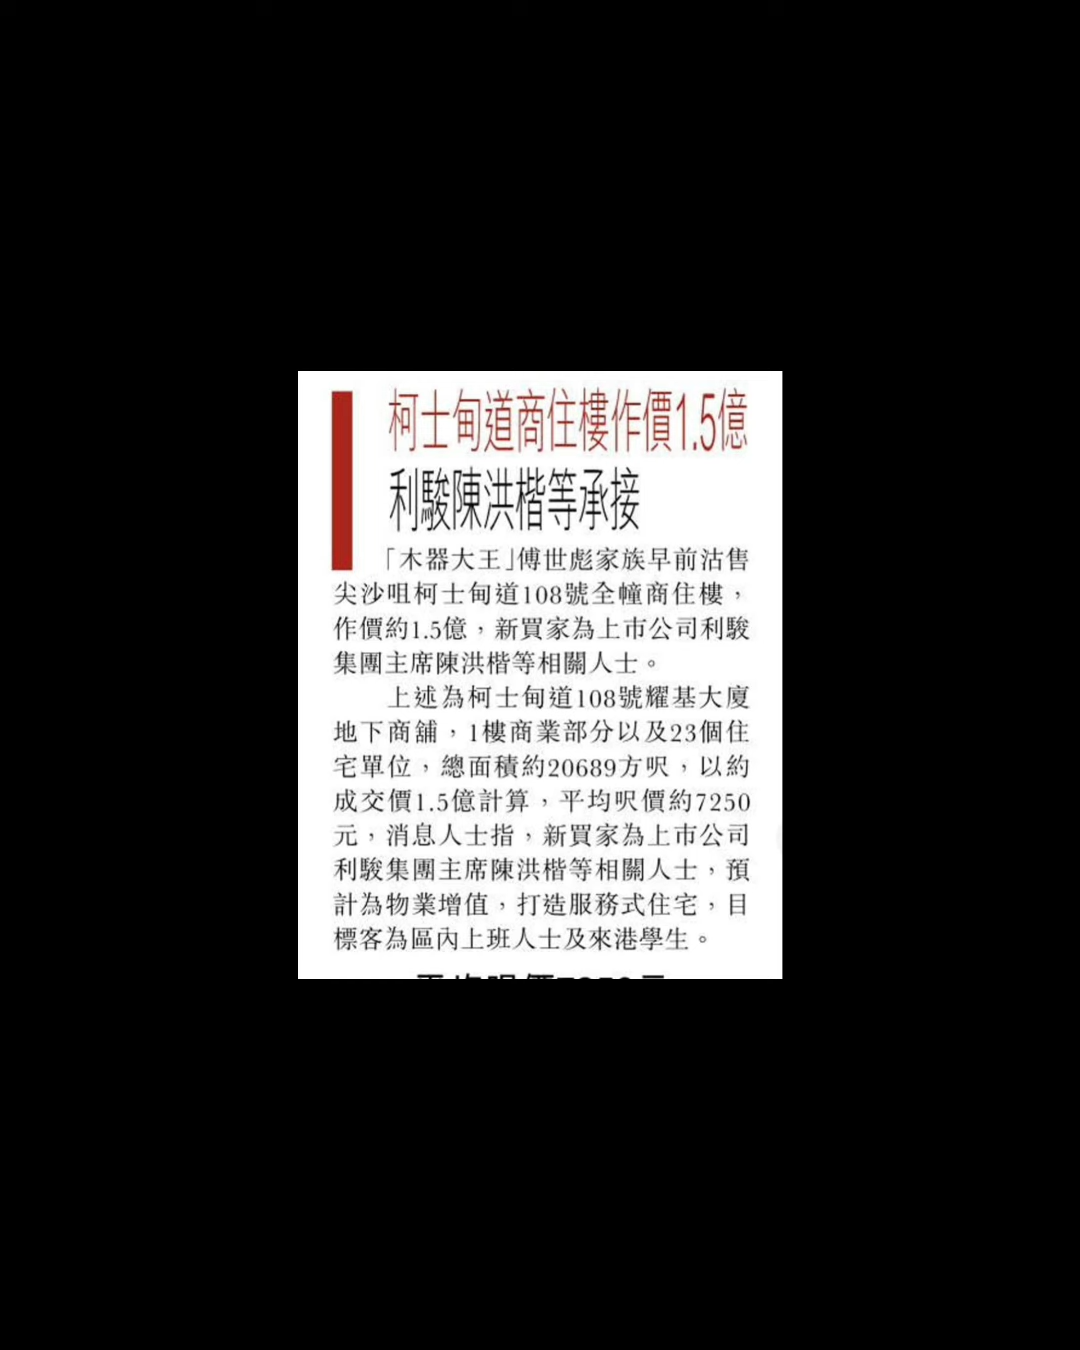 柯士甸道商住樓作價1.5億
利駿陳洪楷等承接
「木器大王」傅世彪家族早前沽售
尖沙咀柯士甸道108號全幢商住樓，
作價約1.5億，新買家為上市公司利駿
集團主席陳洪楷等相關人士。
上述為柯士甸道108號耀基大廈
地下商舖，1樓商業部分以及23個住
宅單位，總面積約20689方呎，以約
成交價1.5億計算，平均呎價約7250
元，消息人士指，新買家為上市公司
利駿集團主席陳洪楷等相關人士，預
計為物業增值，打造服務式住宅，目
標客為區內上班人士及來港學生。